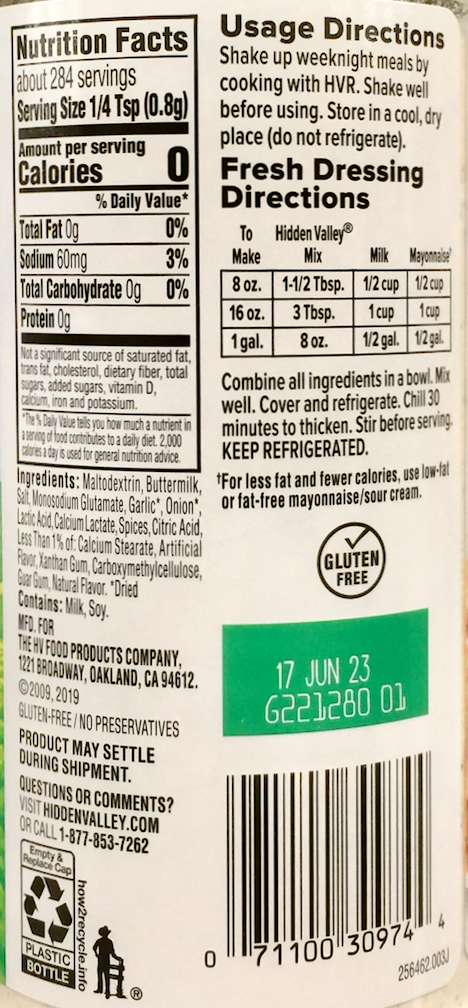 Nutrition Facts
about 284 servings
Serving Size 1/4 Tsp (0.8g)
Amount per serving
Calories 0
% Daily Value*
Total Fat 0g 0%
Sodium 60mg 3%
Total Carbohydrate 0g 0%
Protein 0g
Not a significant source of saturated fat,
trans fat, cholesterol, dietary fiber, total
sugars, added sugars, vitamin D,
calcium, iron and potassium.
*The % Daily Value tells you how much a nutrient in
a serving of food contributes to a daily diet. 2,000
calories a day is used for general nutrition advice.
Ingredients: Maltodextrin, Buttermilk,
Salt, Monosodium Glutamate, Garlic*, Onion*,
Lactic Acid, Calcium Lactate, Spices, Citric Acid,
Less Than 1% of: Calcium Stearate, Artificial
Flavor, Xanthan Gum, Carboxymethylcellulose,
Guar Gum, Natural Flavor. *Dried
Contains: Milk, Soy.
MFD. FOR
THE HV FOOD PRODUCTS COMPANY,
1221 BROADWAY, OAKLAND, CA 94612.
©2009, 2019
GLUTEN-FREE / NO PRESERVATIVES
PRODUCT MAY SETTLE
DURING SHIPMENT.
QUESTIONS OR COMMENTS?
VISIT HIDDENVALLEY.COM
OR CALL 1-877-853-7262
Empty &
Replace Cap
PLASTIC
BOTTLE
how2recycle.info
®
Usage Directions
Shake up weeknight meals by
cooking with HVR. Shake well
before using. Store in a cool, dry
place (do not refrigerate).
Fresh Dressing
Directions
To Hidden Valley®
Make Mix Milk Mayonnaise†
8 oz. 1-1/2 Tbsp. 1/2 cup 1/2 cup
16 oz. 3 Tbsp. 1 cup 1 cup
1 gal. 8 oz. 1/2 gal. 1/2 gal.
Combine all ingredients in a bowl. Mix
well. Cover and refrigerate. Chill 30
minutes to thicken. Stir before serving.
KEEP REFRIGERATED.
†For less fat and fewer calories, use low-fat
or fat-free mayonnaise/sour cream.
GLUTEN
FREE
17 JUN 23
G221280 01
0 71100 30974 4
256462.003J